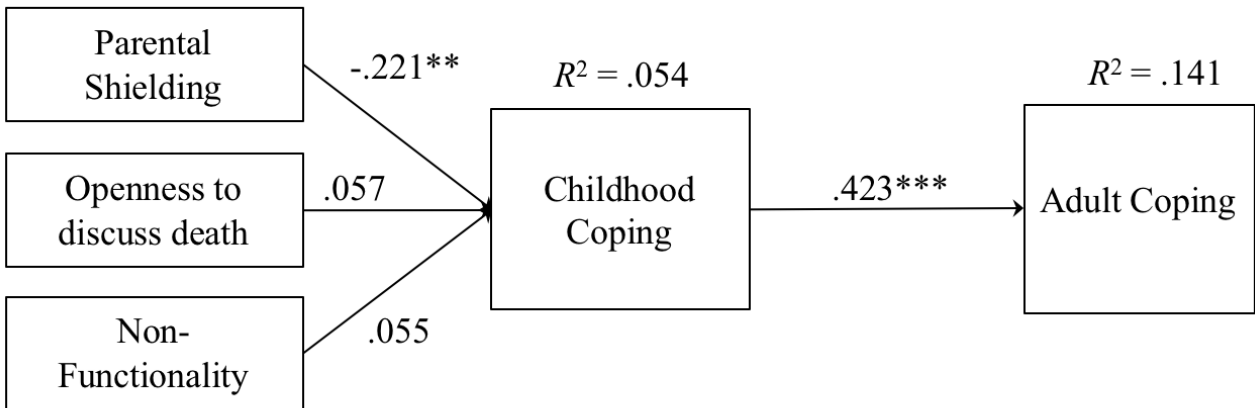 Parental
Shielding
-.221**
R² = .054
R² = .141
Openness to
discuss death
.057
Childhood
Coping
.423***
Adult Coping
Non-
Functionality
.055